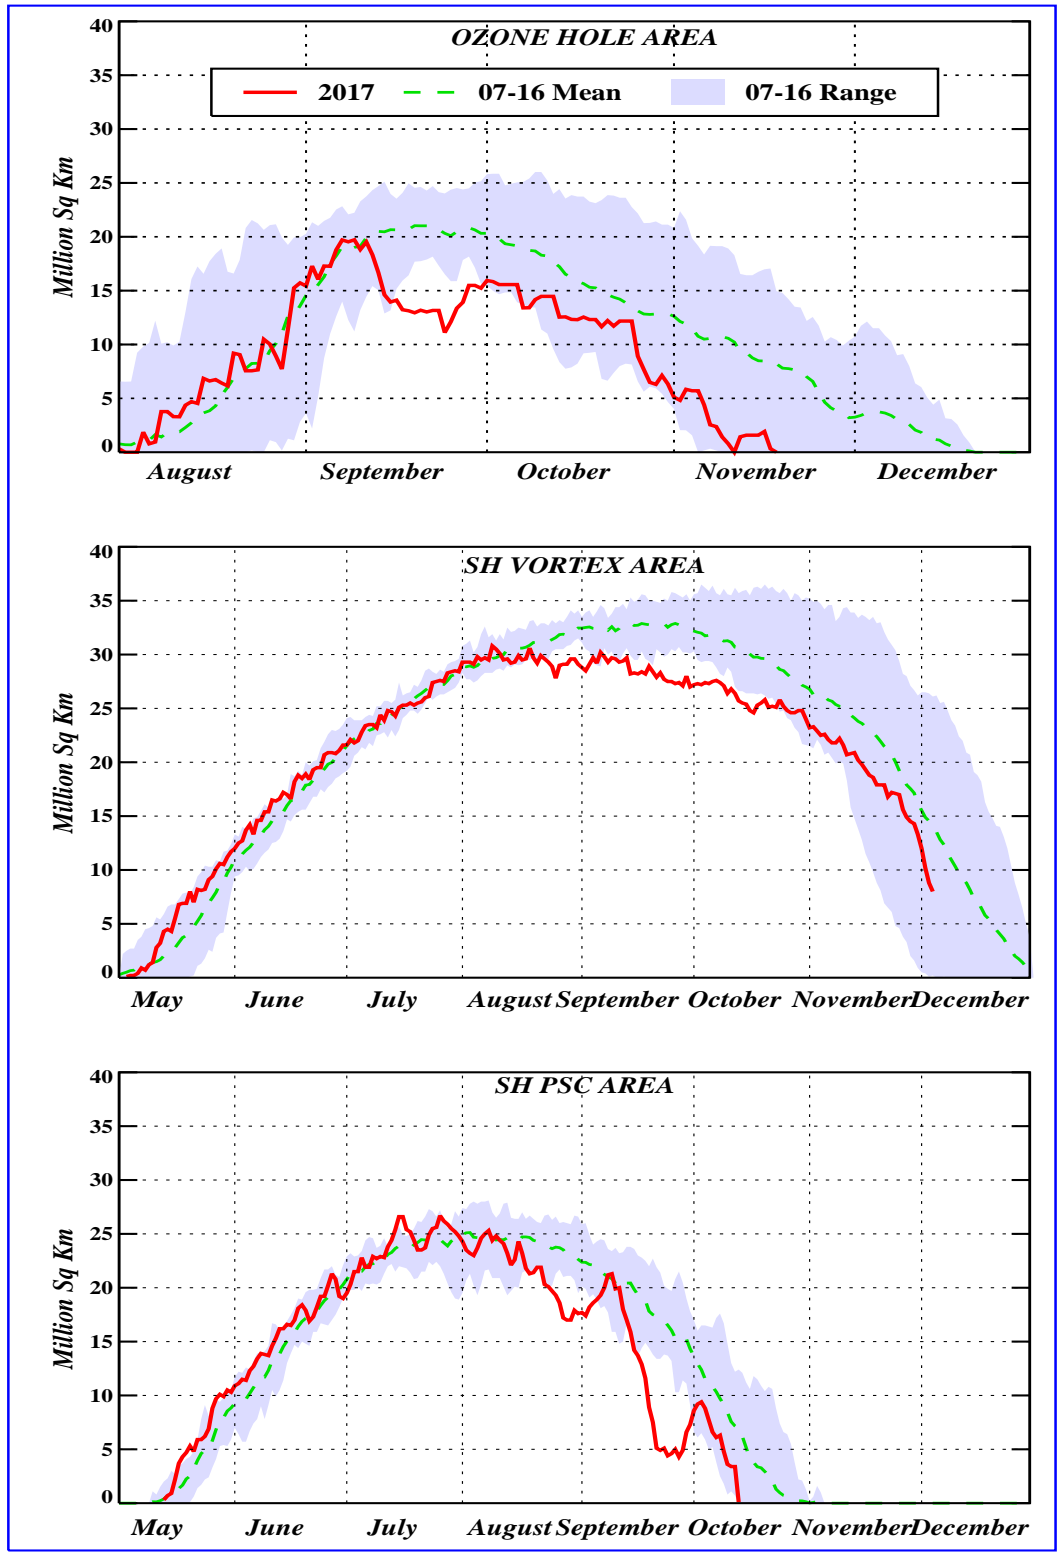 OZONE HOLE AREA
2017 07-16 Mean 07-16 Range
Million Sq Km
40
35
30
25
20
15
10
5
0
August September October November December
SH VORTEX AREA
Million Sq Km
40
35
30
25
20
15
10
5
0
May June July August September October November December
SH PSC AREA
Million Sq Km
40
35
30
25
20
15
10
5
0
May June July August September October November December